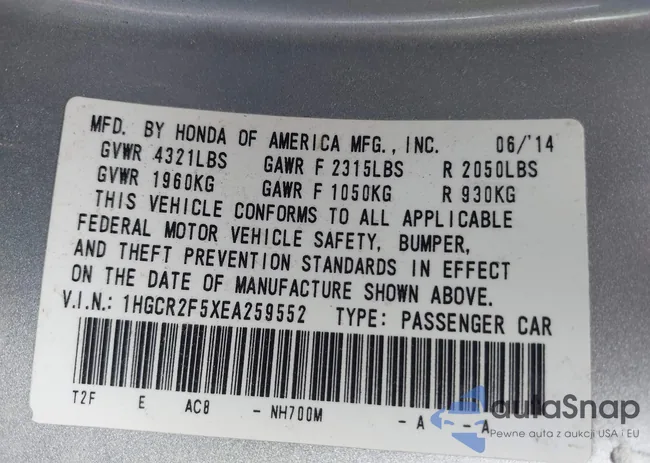 MFD. BY HONDA OF AMERICA MFG., INC. 06/'14
GVWR 4321LBS GAWR F 2315LBS R 2050LBS
GVWR 1960KG GAWR F 1050KG R 930KG
THIS VEHICLE CONFORMS TO ALL APPLICABLE
FEDERAL MOTOR VEHICLE SAFETY, BUMPER,
AND THEFT PREVENTION STANDARDS IN EFFECT
ON THE DATE OF MANUFACTURE SHOWN ABOVE.
V.I.N.: 1HGCR2F5XEA259552 TYPE: PASSENGER CAR
T2F E AC8 - NH700M - A - A
autoSnap
Pewne auta z aukcji USA i EU